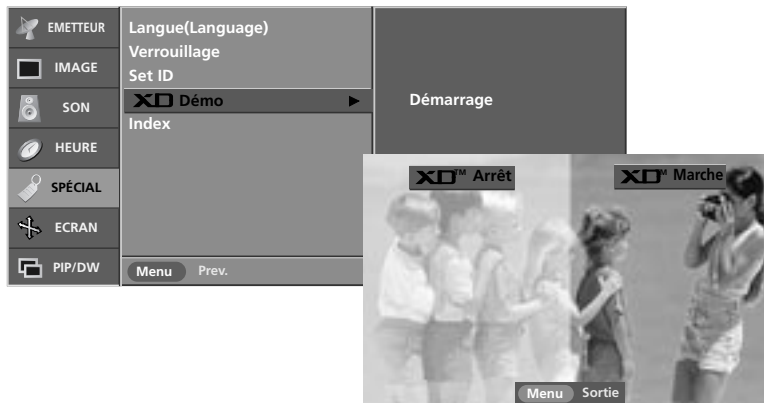 EMETTEUR
IMAGE
SON
HEURE
SPÉCIAL
ECRAN
PIP/DW
Langue(Language)
Verrouillage
Set ID
XD Démo ►
Index
Menu Prev.
Démarrage
XD™ Arrêt
XD™ Marche
Menu Sortie